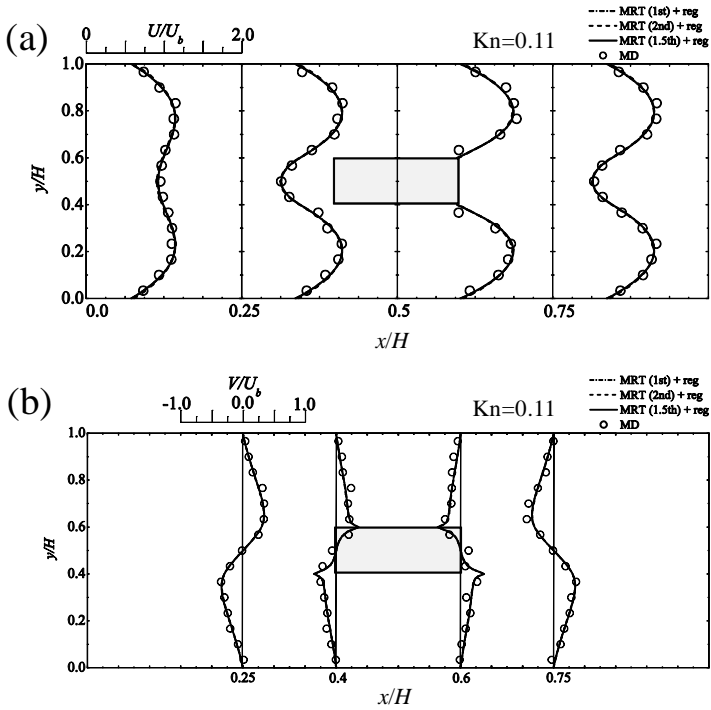 (a)
U/U_b
0 2.0
Kn=0.11
MRT (1st) + reg
MRT (2nd) + reg
MRT (1.5th) + reg
MD
1.0
0.8
0.6
0.4
0.2
0.0
y/H
0.0 0.25 0.5 0.75
x/H
(b)
V/U_b
-1.0 0.0 1.0
Kn=0.11
MRT (1st) + reg
MRT (2nd) + reg
MRT (1.5th) + reg
MD
1.0
0.8
0.6
0.4
0.2
0.0
y/H
0.25 0.4 0.6 0.75
x/H